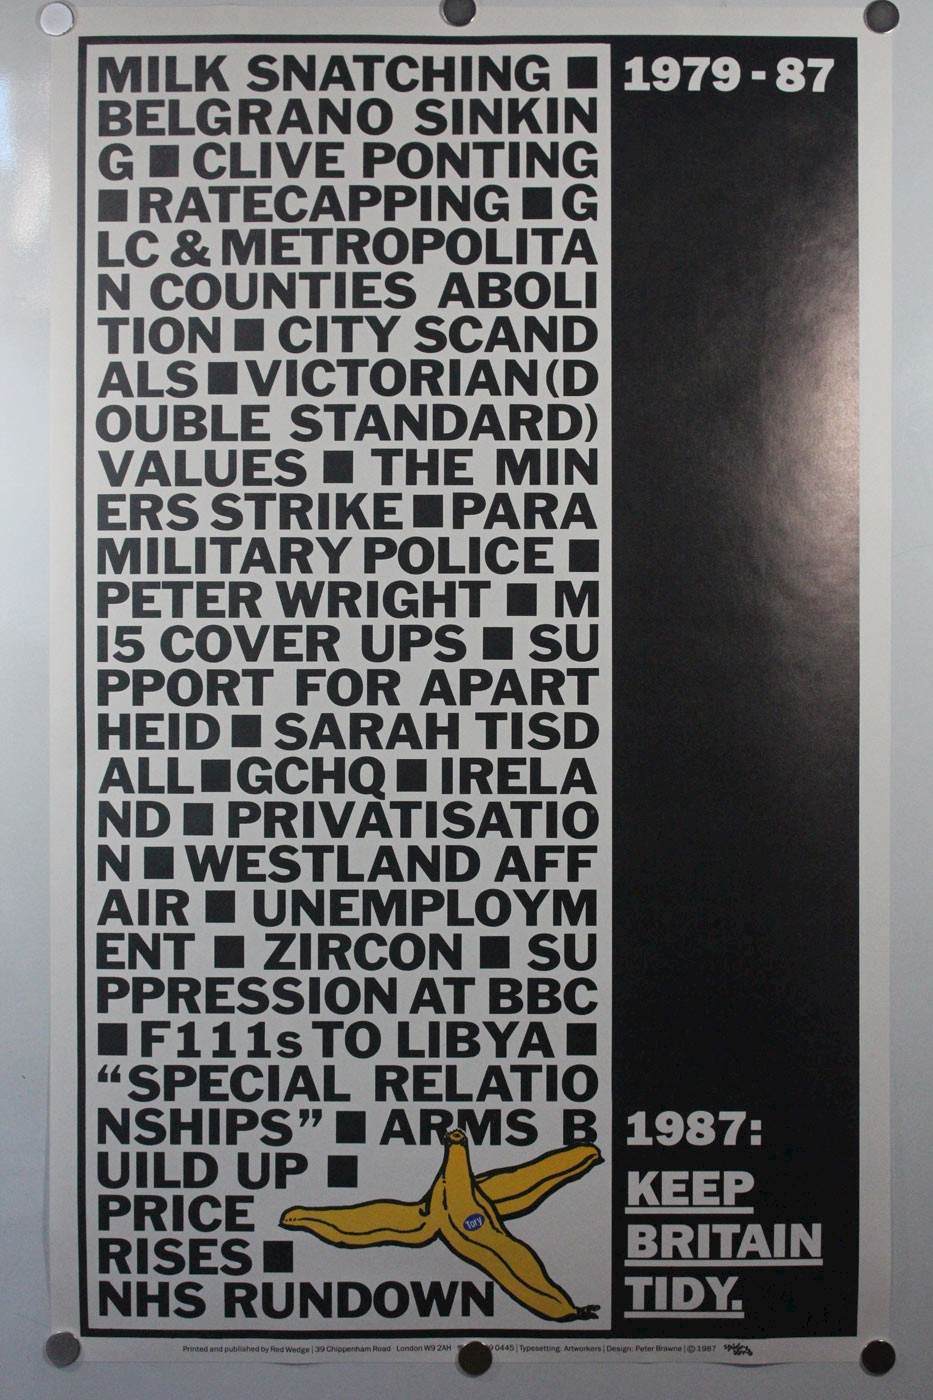 MILK SNATCHING ■
BELGRANO SINKIN
G ■ CLIVE PONTING
■ RATECAPPING ■ G
LC & METROPOLITA
N COUNTIES ABOLI
TION ■ CITY SCAND
ALS ■ VICTORIAN (D
OUBLE STANDARD)
VALUES ■ THE MIN
ERS STRIKE ■ PARA
MILITARY POLICE ■
PETER WRIGHT ■ M
I5 COVER UPS ■ SU
PPORT FOR APART
HEID ■ SARAH TISD
ALL ■ GCHQ ■ IRELA
ND ■ PRIVATISATIO
N ■ WESTLAND AFF
AIR ■ UNEMPLOYM
ENT ■ ZIRCON ■ SU
PPRESSION AT BBC
■ F111s TO LIBYA ■
“SPECIAL RELATIO
NSHIPS” ■ ARMS B
UILD UP ■
PRICE
RISES ■
NHS RUNDOWN
Tory
1979 - 87
1987:
KEEP
BRITAIN
TIDY.
Printed and published by Red Wedge | 39 Chippenham Road London W9 2AH 0445 | Typesetting: Artworkers | Design: Peter Brawne | © 1987